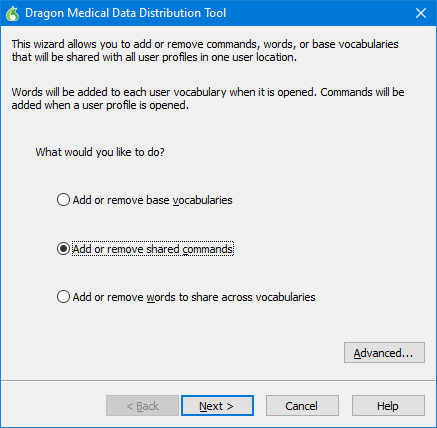 Dragon Medical Data Distribution Tool
This wizard allows you to add or remove commands, words, or base vocabularies
that will be shared with all user profiles in one user location.
Words will be added to each user vocabulary when it is opened. Commands will be
added when a user profile is opened.
What would you like to do?
Add or remove base vocabularies
Add or remove shared commands
Add or remove words to share across vocabularies
Advanced...
< Back
Next >
Cancel
Help